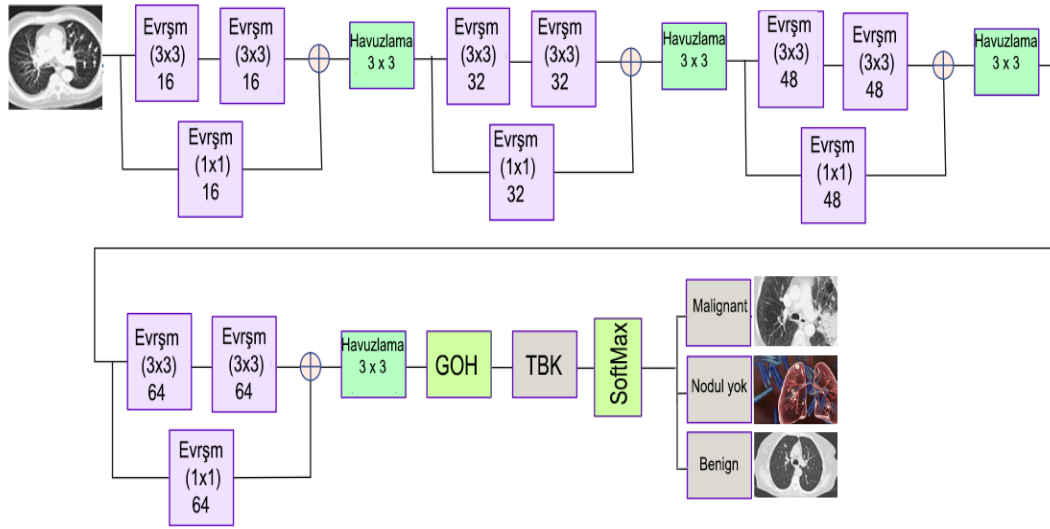 Evrşm
(3x3)
16
Evrşm
(3x3)
16
Evrşm
(1x1)
16
Havuzlama
3 x 3
Evrşm
(3x3)
32
Evrşm
(3x3)
32
Evrşm
(1x1)
32
Havuzlama
3 x 3
Evrşm
(3x3)
48
Evrşm
(3x3)
48
Evrşm
(1x1)
48
Havuzlama
3 x 3
Evrşm
(3x3)
64
Evrşm
(3x3)
64
Evrşm
(1x1)
64
Havuzlama
3 x 3
GOH
TBK
SoftMax
Malignant
Nodul yok
Benign